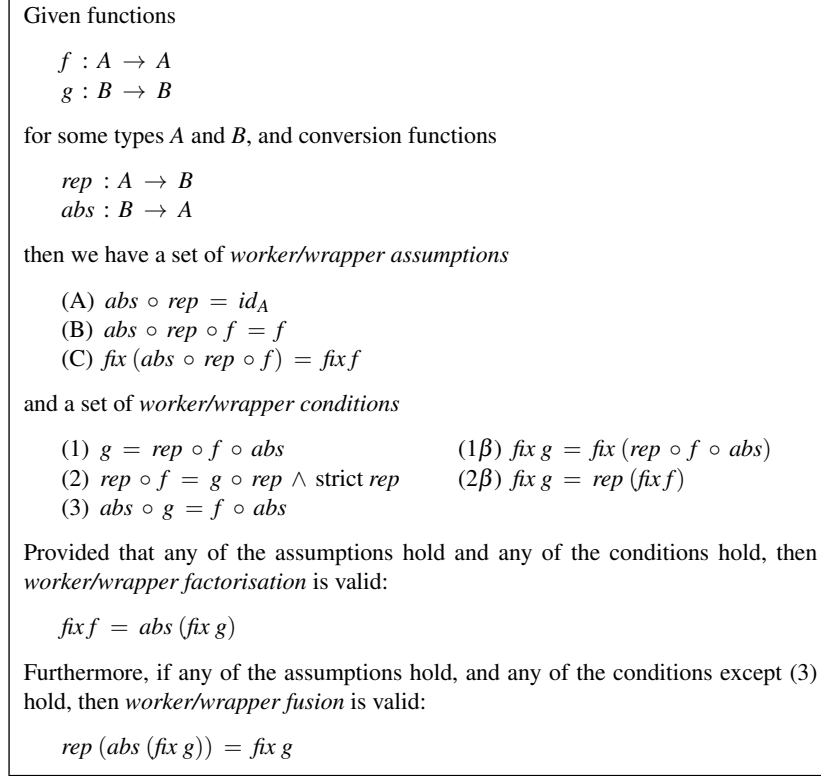 Given functions
f : A → A
g : B → B
for some types A and B, and conversion functions
rep : A → B
abs : B → A
then we have a set of worker/wrapper assumptions
(A) abs ∘ rep = id_A
(B) abs ∘ rep ∘ f = f
(C) fix (abs ∘ rep ∘ f) = fix f
and a set of worker/wrapper conditions
(1) g = rep ∘ f ∘ abs (1β) fix g = fix (rep ∘ f ∘ abs)
(2) rep ∘ f = g ∘ rep ∧ strict rep (2β) fix g = rep (fix f)
(3) abs ∘ g = f ∘ abs
Provided that any of the assumptions hold and any of the conditions hold, then
worker/wrapper factorisation is valid:
fix f = abs (fix g)
Furthermore, if any of the assumptions hold, and any of the conditions except (3)
hold, then worker/wrapper fusion is valid:
rep (abs (fix g)) = fix g